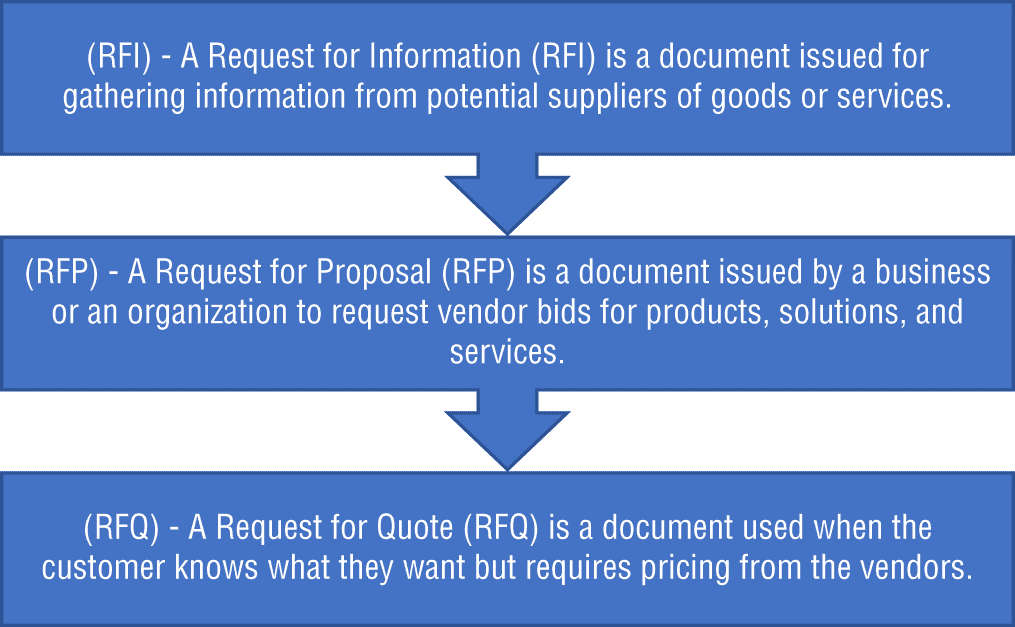 (RFI) - A Request for Information (RFI) is a document issued for
gathering information from potential suppliers of goods or services.
(RFP) - A Request for Proposal (RFP) is a document issued by a business
or an organization to request vendor bids for products, solutions, and
services.
(RFQ) - A Request for Quote (RFQ) is a document used when the
customer knows what they want but requires pricing from the vendors.